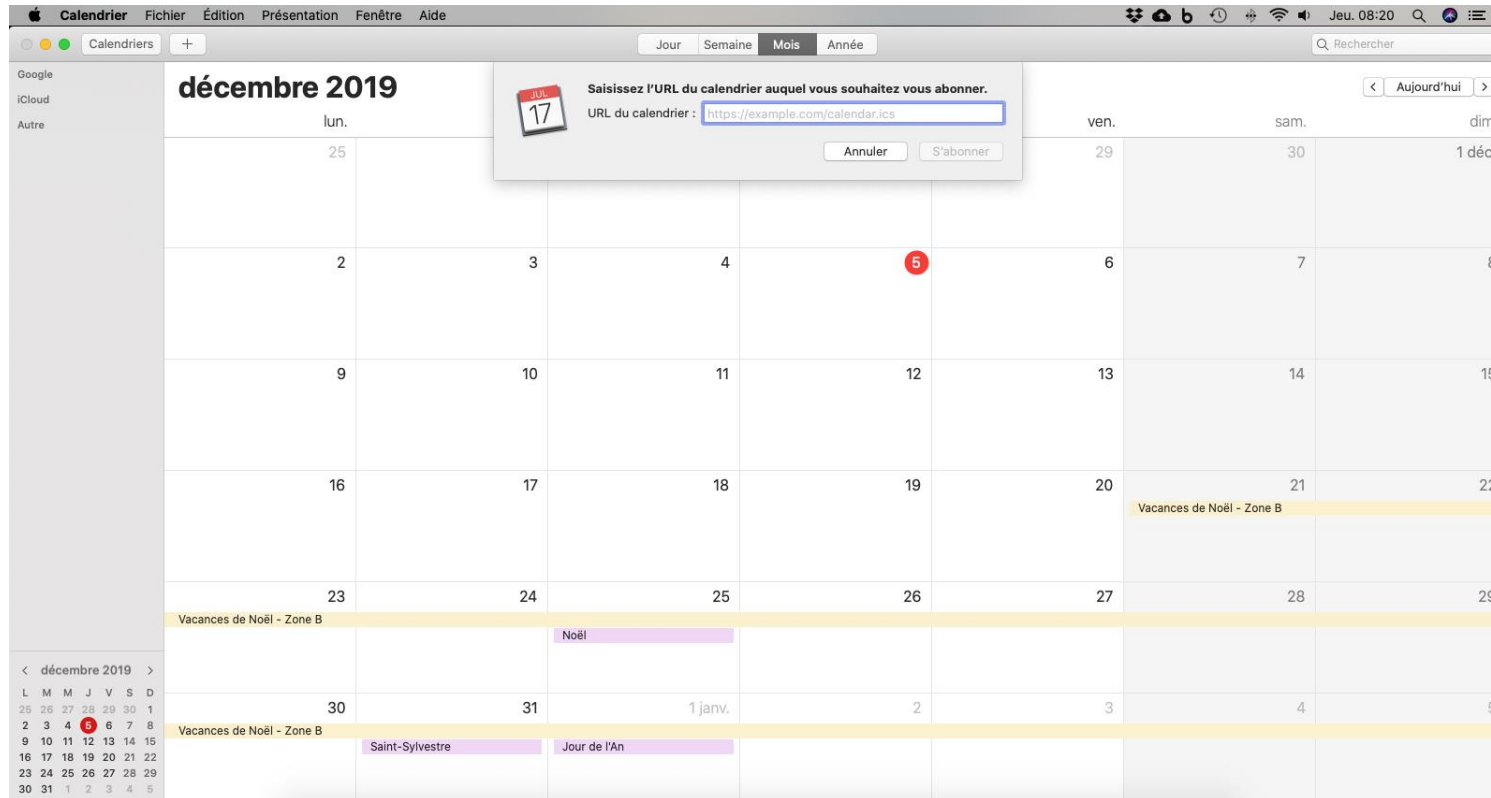 Calendrier Fichier Édition Présentation Fenêtre Aide Jeu. 08:20
Calendriers + Jour Semaine Mois Année Rechercher
Google
iCloud
Autre
décembre 2019
JUL
17
Saisissez l'URL du calendrier auquel vous souhaitez vous abonner.
URL du calendrier : https://example.com/calendar.ics
Annuler S'abonner
< Aujourd'hui >
lun. ven. sam. dim
25 29 30 1 déc
2 3 4 5 6 7 8
9 10 11 12 13 14 15
16 17 18 19 20 21 22
Vacances de Noël - Zone B
23 24 25 26 27 28 29
Vacances de Noël - Zone B
Noël
30 31 1 janv. 2 3 4 5
Vacances de Noël - Zone B
Saint-Sylvestre Jour de l'An
< décembre 2019 >
L M M J V S D
25 26 27 28 29 30 1
2 3 4 5 6 7 8
9 10 11 12 13 14 15
16 17 18 19 20 21 22
23 24 25 26 27 28 29
30 31 1 2 3 4 5